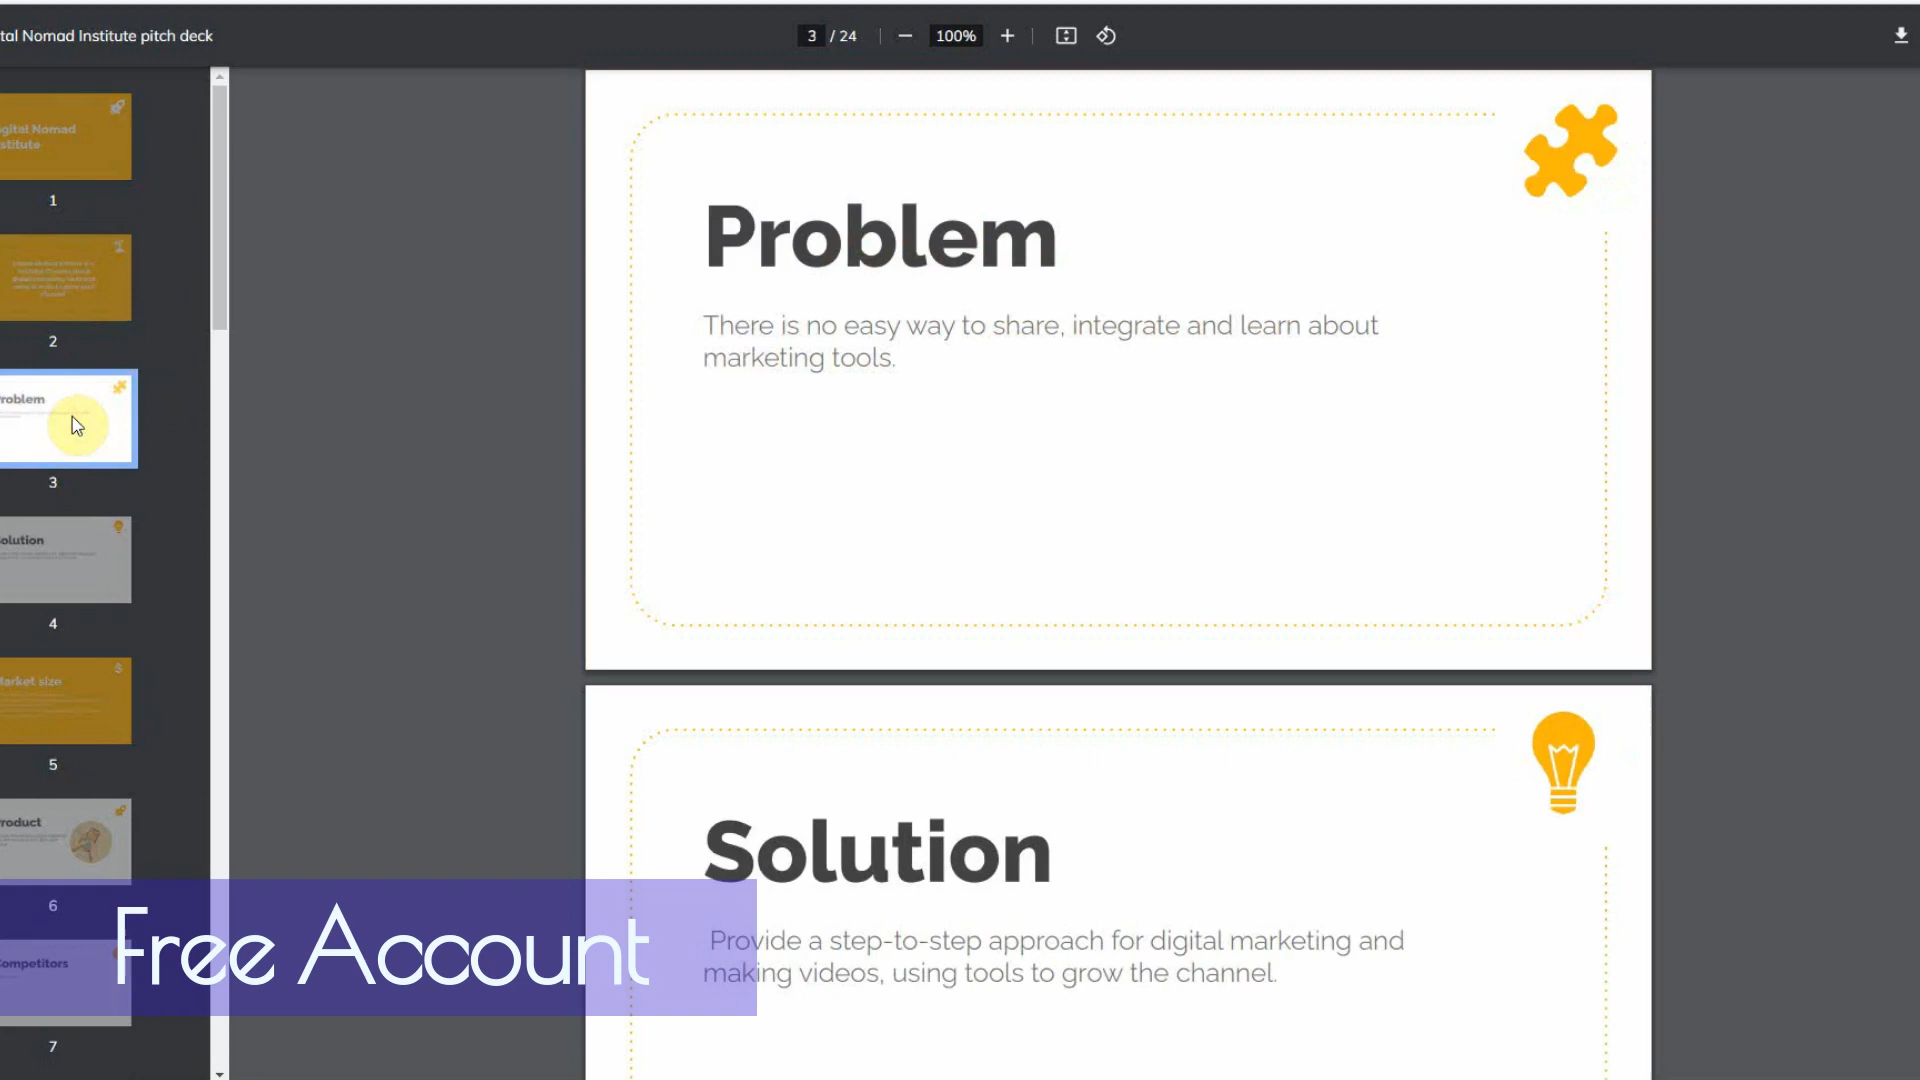 tal Nomad Institute pitch deck
3 / 24
100%
gital Nomad
stitute
1
2
roblem
3
olution
4
arket size
$
5
roduct
6
ompetitors
7
Problem
There is no easy way to share, integrate and learn about
marketing tools.
Solution
Provide a step-to-step approach for digital marketing and
making videos, using tools to grow the channel.
Free Account